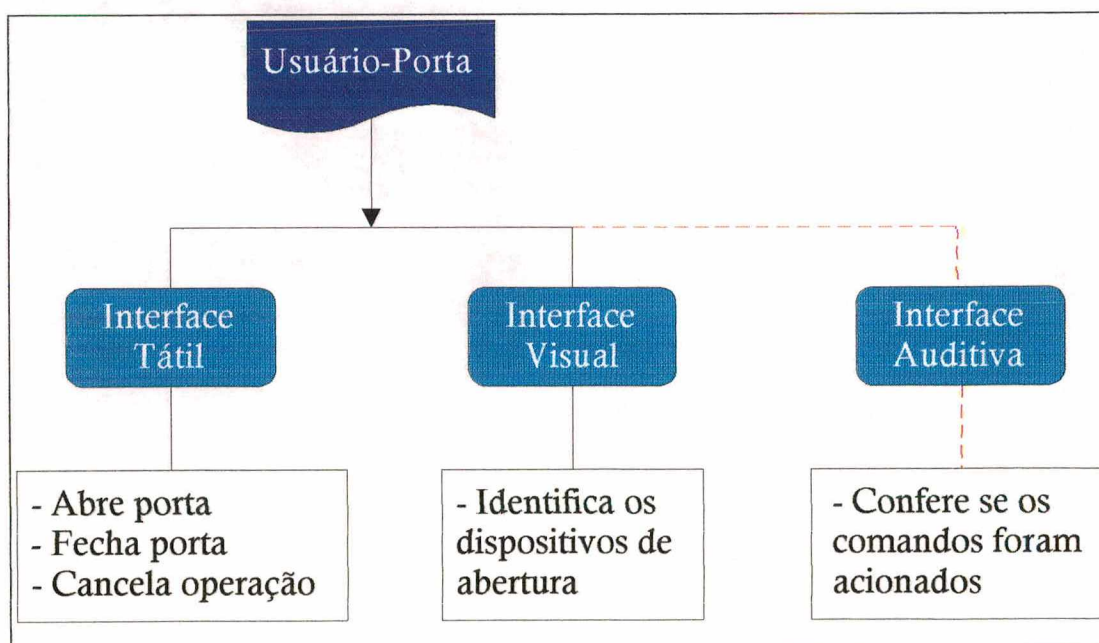 Usuário-Porta
Interface
Tátil
Interface
Visual
Interface
Auditiva
- Abre porta
- Fecha porta
- Cancela operação
- Identifica os
dispositivos de
abertura
- Confere se os
comandos foram
acionados